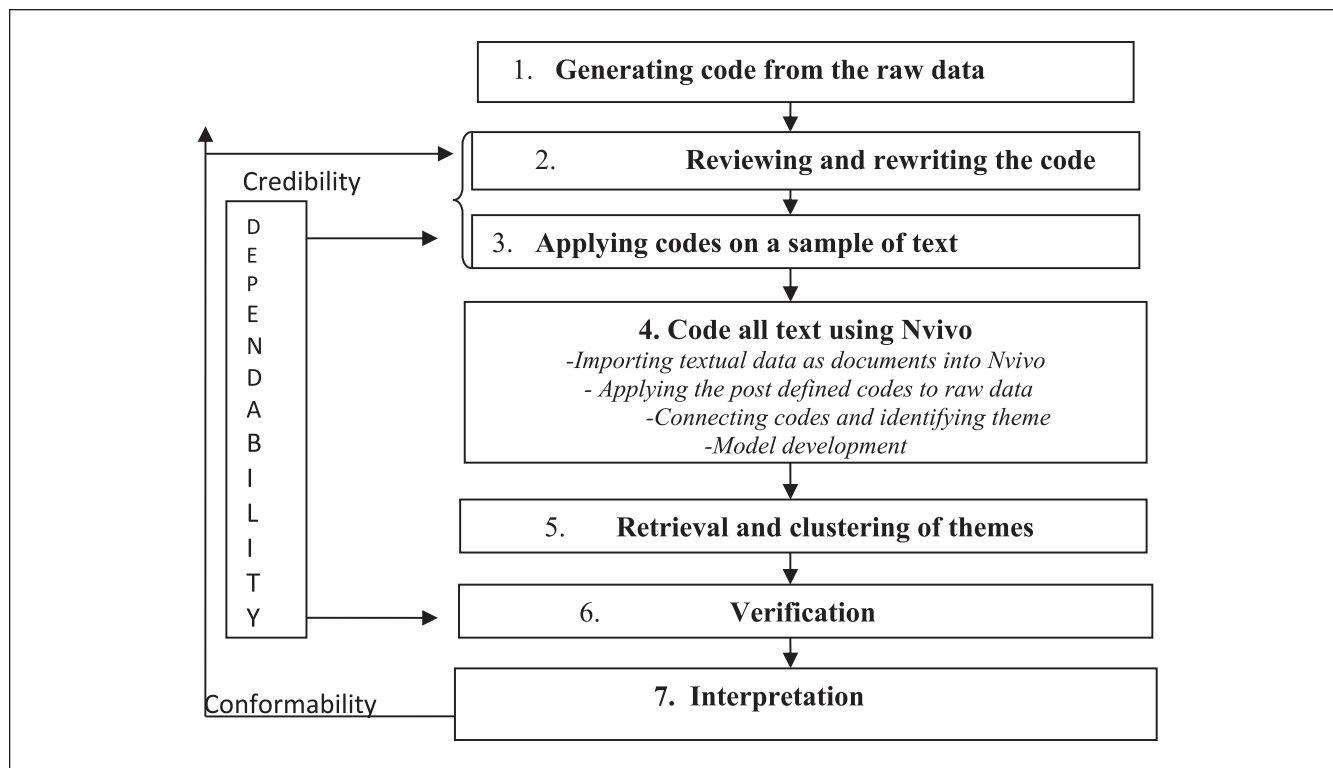 1. Generating code from the raw data
2. Reviewing and rewriting the code
Credibility
3. Applying codes on a sample of text
DEPENDABILITY
4. Code all text using Nvivo
-Importing textual data as documents into Nvivo
- Applying the post defined codes to raw data
-Connecting codes and identifying theme
-Model development
5. Retrieval and clustering of themes
6. Verification
7. Interpretation
Conformability